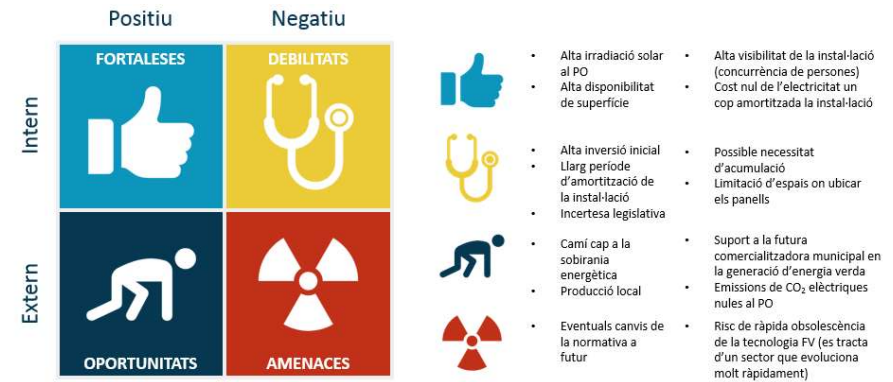 Positiu
Negatiu
Intern
Extern
FORTALESES
DEBILITATS
OPORTUNITATS
AMENACES
• Alta irradiació solar
al PO
• Alta disponibilitat
de superfície
• Alta visibilitat de la instal·lació
(concurrència de persones)
• Cost nul de l'electricitat un
cop amortitzada la instal·lació
• Alta inversió inicial
• Llarg període
d'amortització de
la instal·lació
• Incertesa legislativa
• Possible necessitat
d'acumulació
• Limitació d'espais on ubicar
els panells
• Camí cap a la
sobirania
energètica
• Producció local
• Suport a la futura
comercialitzadora municipal en
la generació d'energia verda
• Emissions de CO₂ elèctriques
nules al PO
• Eventuals canvis de
la normativa a
futur
• Risc de ràpida obsolescència
de la tecnologia FV (es tracta
d'un sector que evoluciona
molt ràpidament)